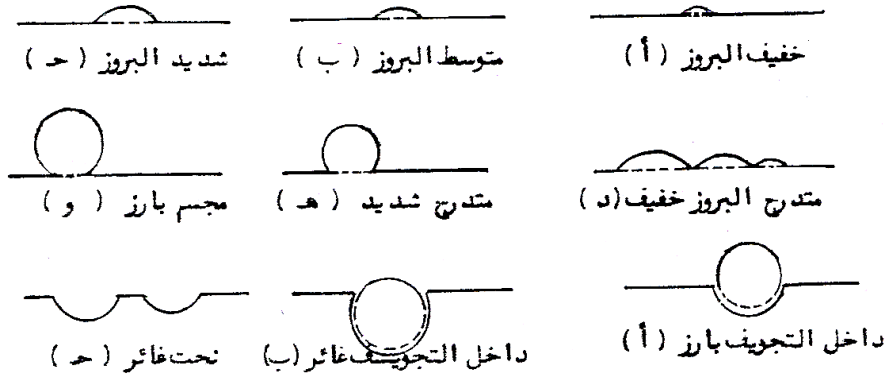 خفيف البروز ( أ )
متوسط البروز ( ب )
شديد البروز ( حـ )
متدرج البروز خفيف (د )
متدرج شديد ( هـ )
مجسم بارز ( و )
داخل التجويف بارز ( أ )
داخل التجويف غائر (ب)
نحت غائر ( حـ )